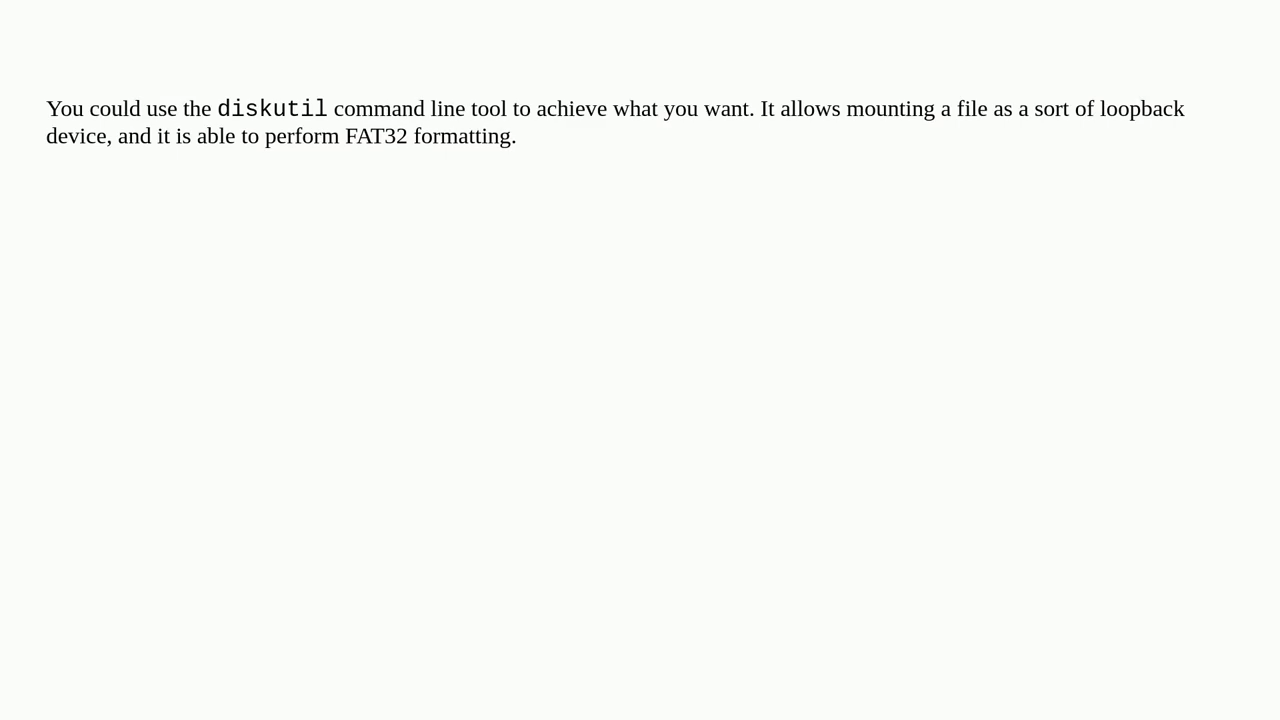 You could use the diskutil command line tool to achieve what you want. It allows mounting a file as a sort of loopback
device, and it is able to perform FAT32 formatting.